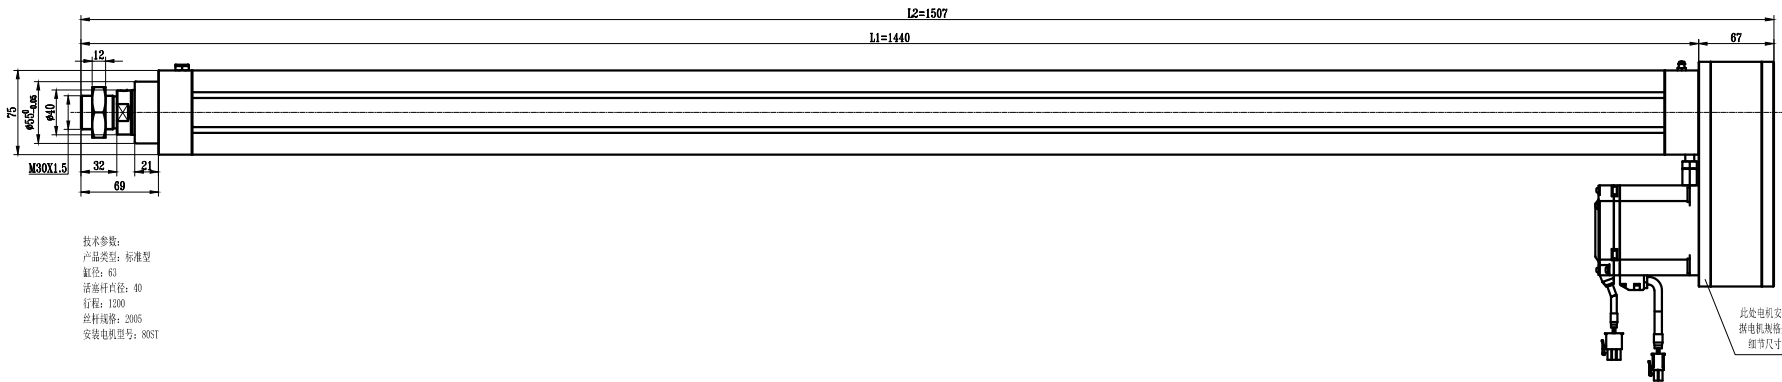 L2=1507
L1=1440
67
12
75
ø55 0 -0.05
ø40
M30X1.5
32
21
69
技术参数:
产品类型: 标准型
缸径: 63
活塞杆直径: 40
行程: 1200
丝杆规格: 2005
安装电机型号: 80ST
此处电机安
据电机规格
细节尺寸